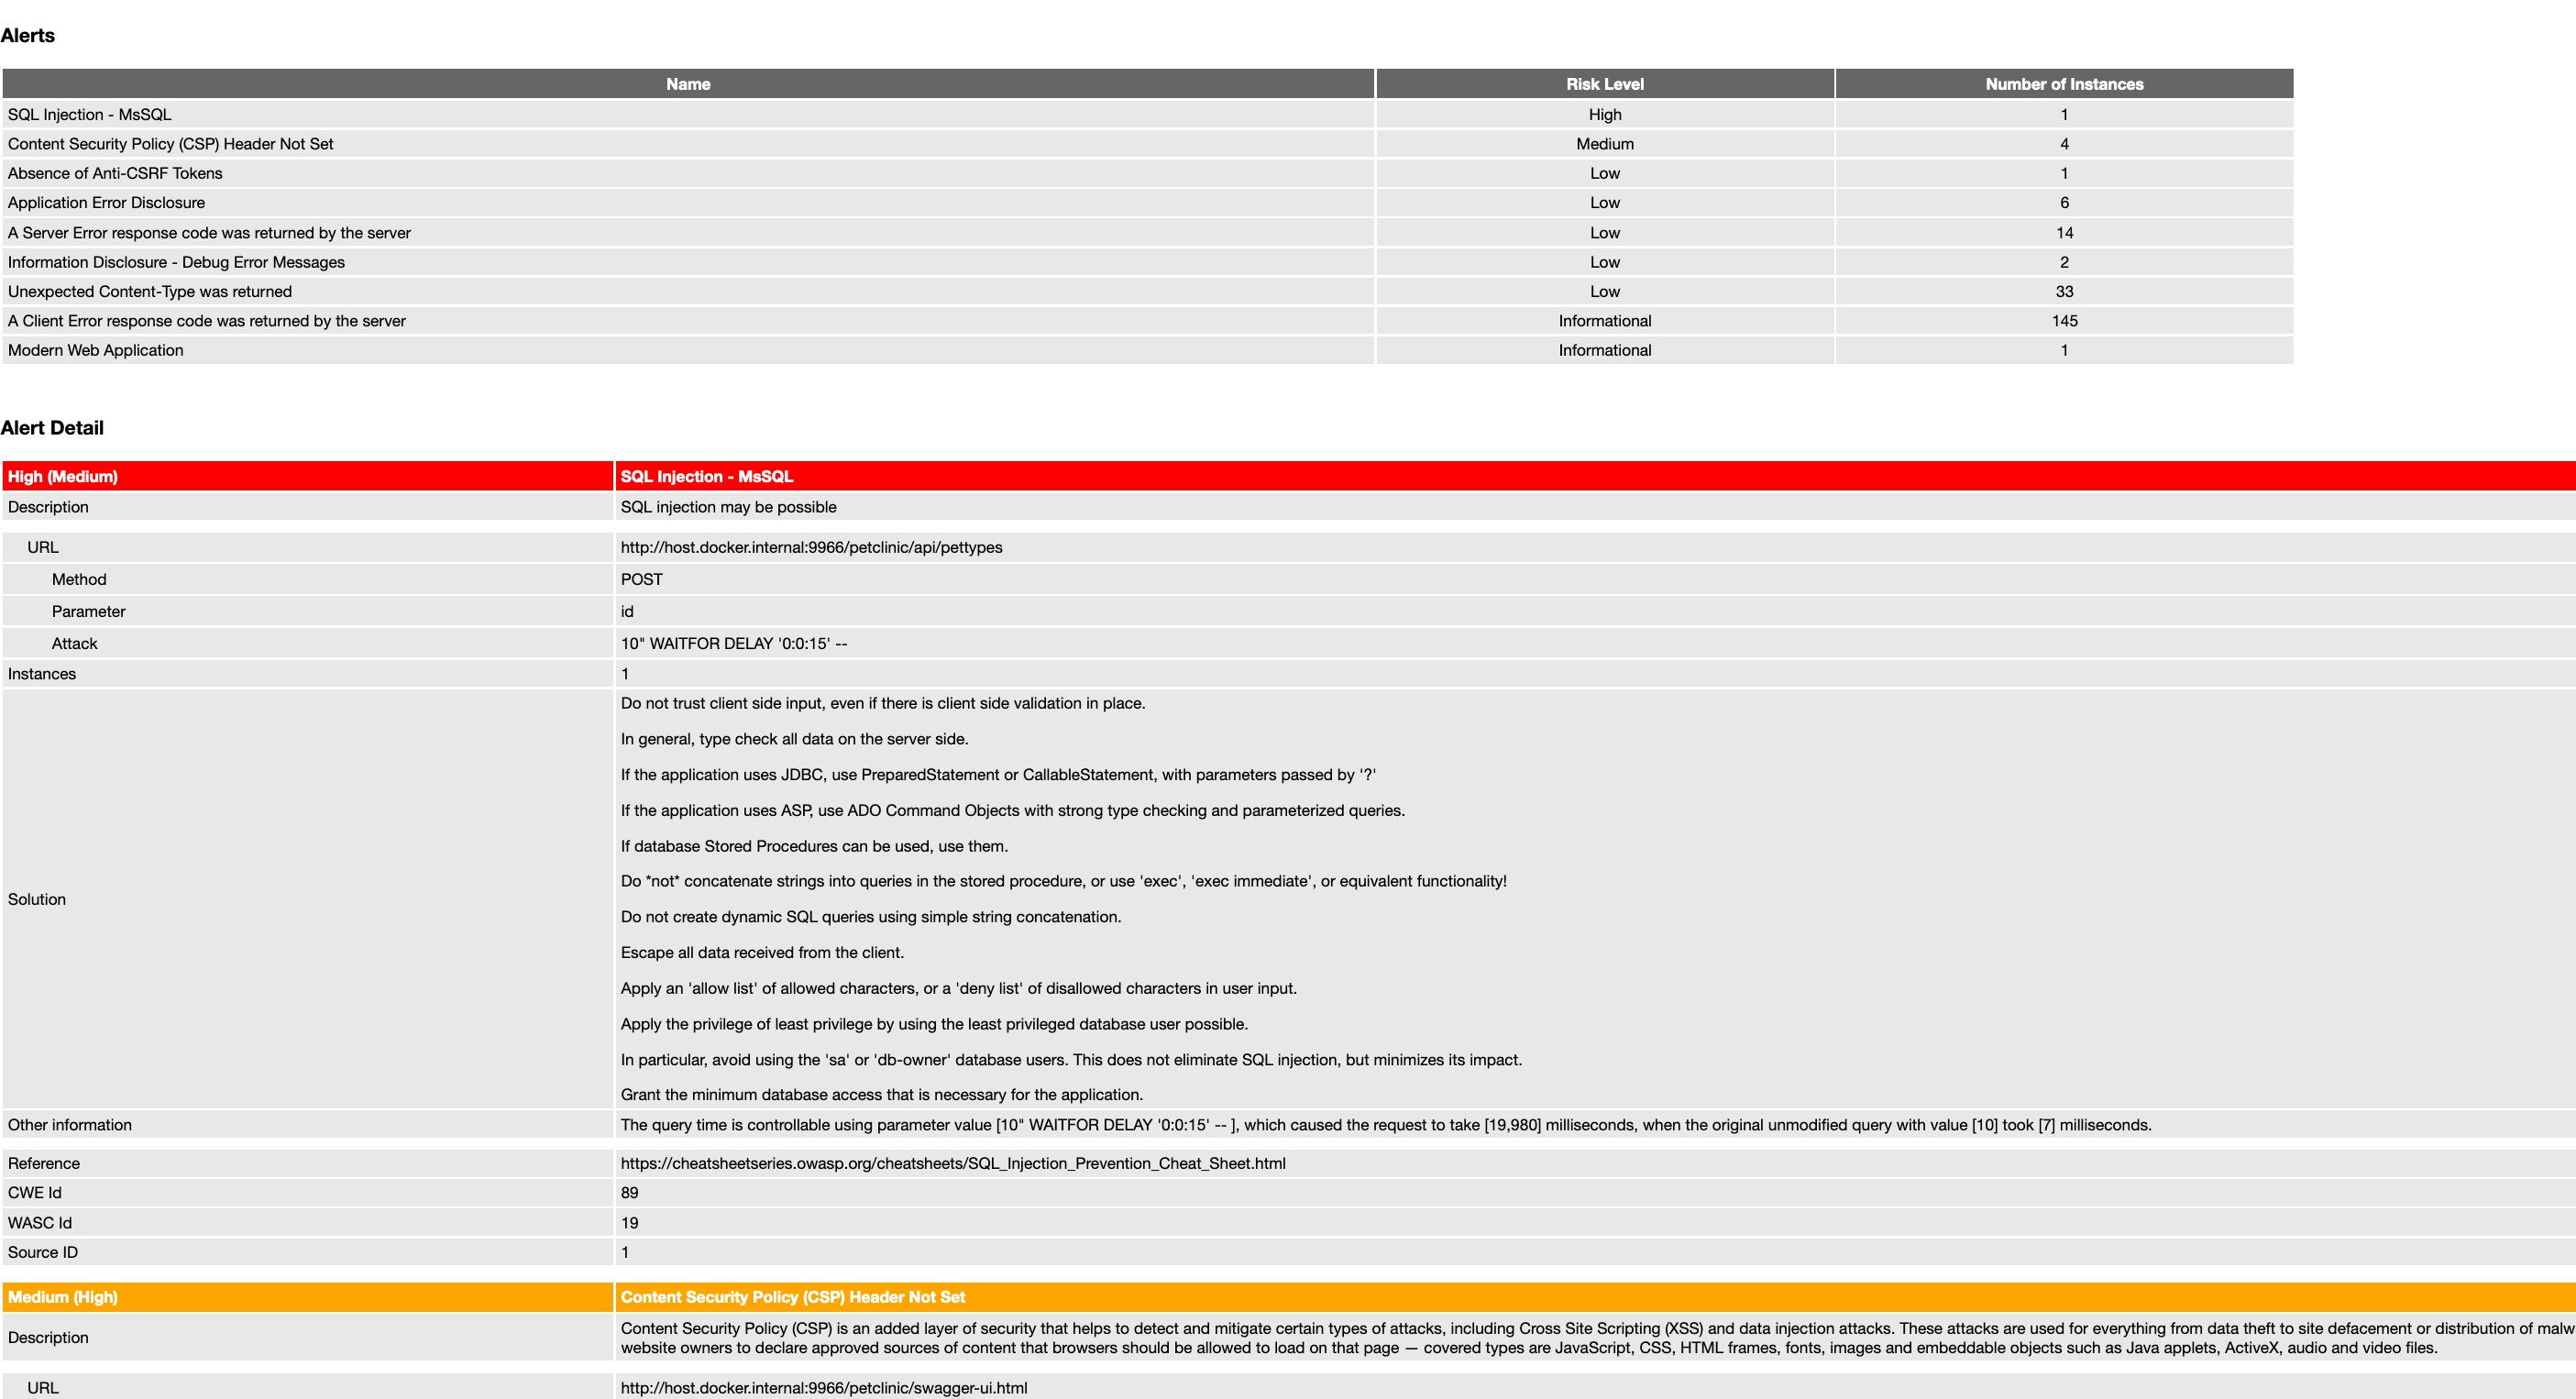 Alerts
Name Risk Level Number of Instances
SQL Injection - MsSQL High 1
Content Security Policy (CSP) Header Not Set Medium 4
Absence of Anti-CSRF Tokens Low 1
Application Error Disclosure Low 6
A Server Error response code was returned by the server Low 14
Information Disclosure - Debug Error Messages Low 2
Unexpected Content-Type was returned Low 33
A Client Error response code was returned by the server Informational 145
Modern Web Application Informational 1
Alert Detail
High (Medium) SQL Injection - MsSQL
Description SQL injection may be possible
URL http://host.docker.internal:9966/petclinic/api/pettypes
Method POST
Parameter id
Attack 10" WAITFOR DELAY '0:0:15' --
Instances 1
Solution
Do not trust client side input, even if there is client side validation in place.
In general, type check all data on the server side.
If the application uses JDBC, use PreparedStatement or CallableStatement, with parameters passed by '?'
If the application uses ASP, use ADO Command Objects with strong type checking and parameterized queries.
If database Stored Procedures can be used, use them.
Do *not* concatenate strings into queries in the stored procedure, or use 'exec', 'exec immediate', or equivalent functionality!
Do not create dynamic SQL queries using simple string concatenation.
Escape all data received from the client.
Apply an 'allow list' of allowed characters, or a 'deny list' of disallowed characters in user input.
Apply the privilege of least privilege by using the least privileged database user possible.
In particular, avoid using the 'sa' or 'db-owner' database users. This does not eliminate SQL injection, but minimizes its impact.
Grant the minimum database access that is necessary for the application.
Other information The query time is controllable using parameter value [10" WAITFOR DELAY '0:0:15' -- ], which caused the request to take [19,980] milliseconds, when the original unmodified query with value [10] took [7] milliseconds.
Reference https://cheatsheetseries.owasp.org/cheatsheets/SQL_Injection_Prevention_Cheat_Sheet.html
CWE Id 89
WASC Id 19
Source ID 1
Medium (High) Content Security Policy (CSP) Header Not Set
Description
Content Security Policy (CSP) is an added layer of security that helps to detect and mitigate certain types of attacks, including Cross Site Scripting (XSS) and data injection attacks. These attacks are used for everything from data theft to site defacement or distribution of malw
website owners to declare approved sources of content that browsers should be allowed to load on that page — covered types are JavaScript, CSS, HTML frames, fonts, images and embeddable objects such as Java applets, ActiveX, audio and video files.
URL http://host.docker.internal:9966/petclinic/swagger-ui.html